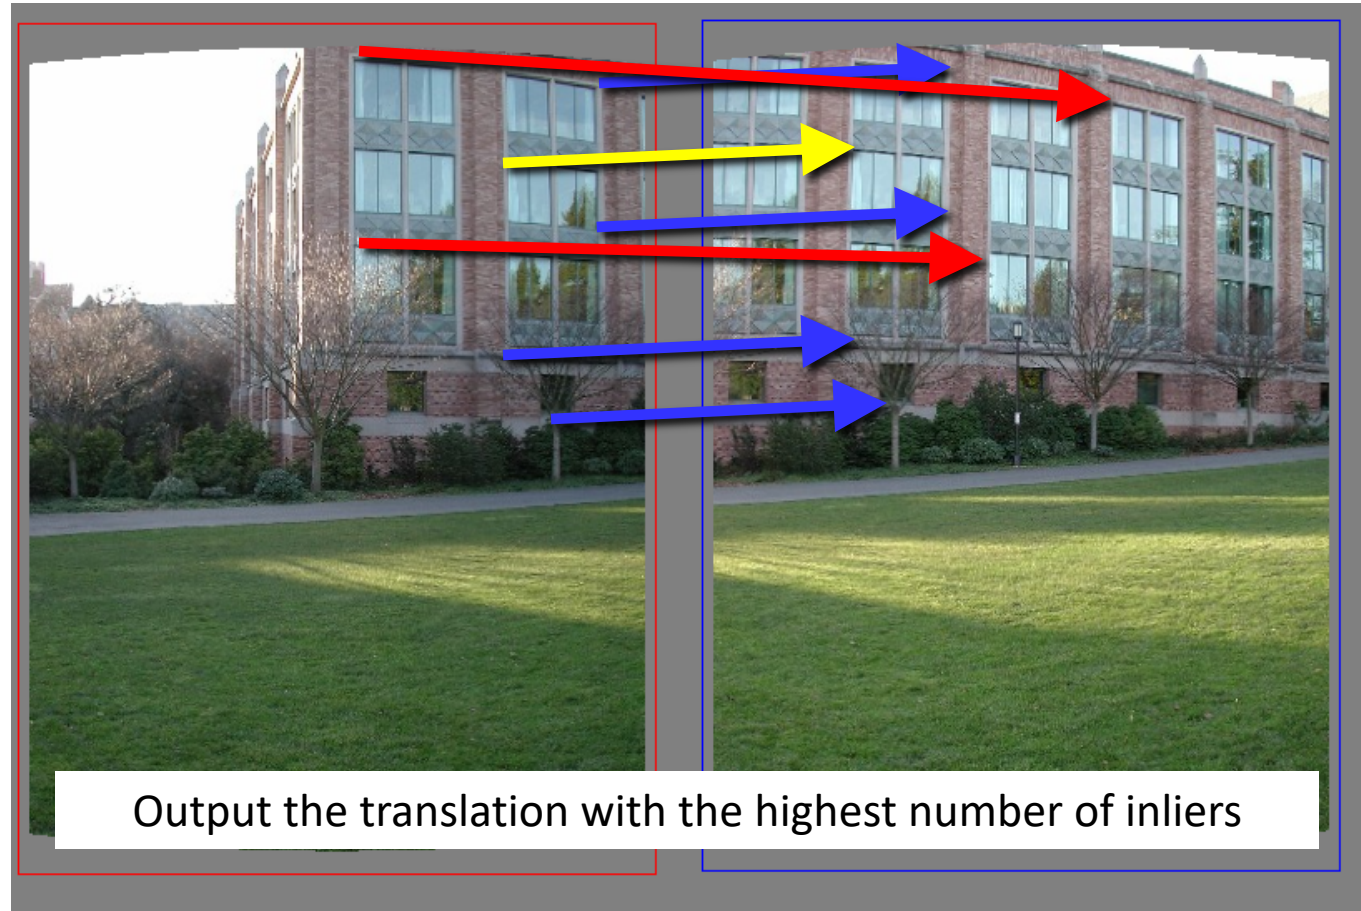 Output the translation with the highest number of inliers